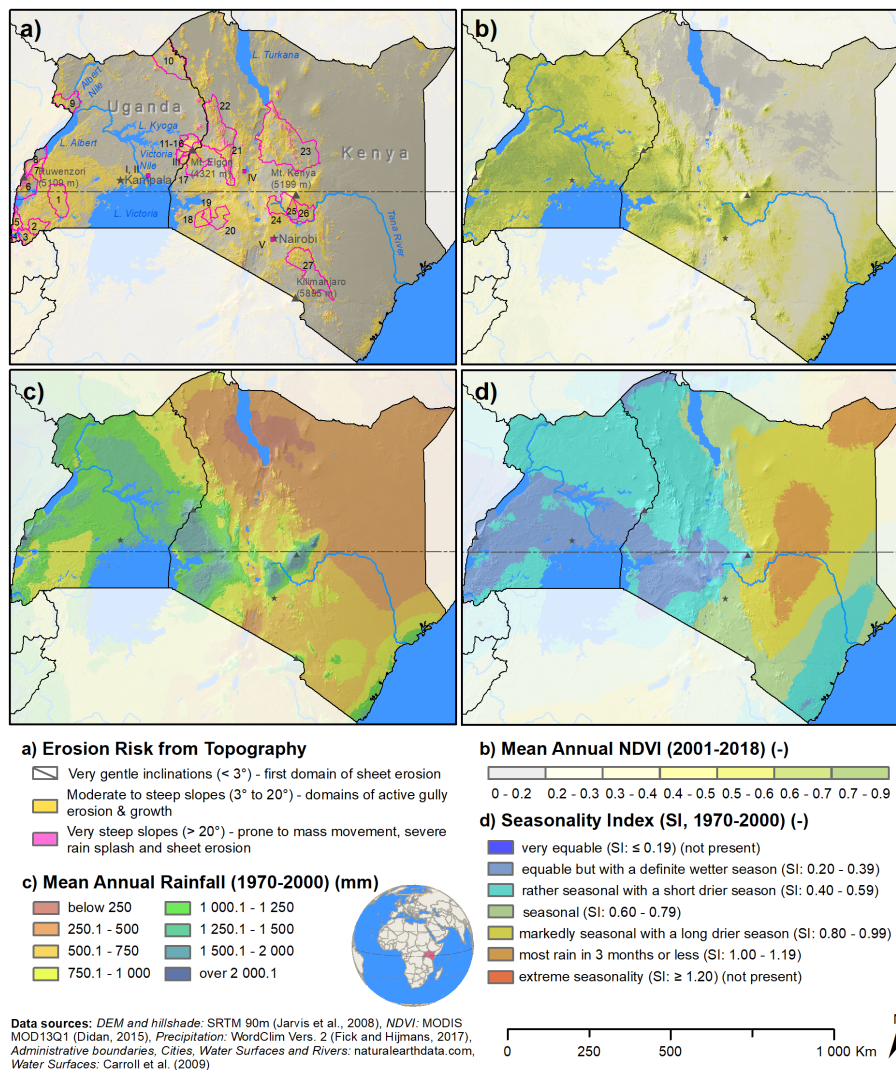 a)
10
L. Turkana
Albert
Nile
9
Uganda
22
L. Kyoga
L. Albert
11-16
Victoria
Nile
21
23
Kenya
8
III
Mt. Elgon
(4321 m)
Mt. Kenya
(5199 m)
7
Ruwenzori
(5109 m)
I, II
IV
Kampala
17
6
1
19
L. Victoria
18
20
24
25
26
5
2
4
3
V
Nairobi
Tana River
27
Kilimanjaro
(5895 m)
b)
c)
d)
a) Erosion Risk from Topography
Very gentle inclinations (< 3°) - first domain of sheet erosion
Moderate to steep slopes (3° to 20°) - domains of active gully
erosion & growth
Very steep slopes (> 20°) - prone to mass movement, severe
rain splash and sheet erosion
c) Mean Annual Rainfall (1970-2000) (mm)
below 250
250.1 - 500
500.1 - 750
750.1 - 1 000
1 000.1 - 1 250
1 250.1 - 1 500
1 500.1 - 2 000
over 2 000.1
b) Mean Annual NDVI (2001-2018) (-)
0 - 0.2
0.2 - 0.3
0.3 - 0.4
0.4 - 0.5
0.5 - 0.6
0.6 - 0.7
0.7 - 0.9
d) Seasonality Index (SI, 1970-2000) (-)
very equable (SI: ≤ 0.19) (not present)
equable but with a definite wetter season (SI: 0.20 - 0.39)
rather seasonal with a short drier season (SI: 0.40 - 0.59)
seasonal (SI: 0.60 - 0.79)
markedly seasonal with a long drier season (SI: 0.80 - 0.99)
most rain in 3 months or less (SI: 1.00 - 1.19)
extreme seasonality (SI: ≥ 1.20) (not present)
Data sources: DEM and hillshade: SRTM 90m (Jarvis et al., 2008), NDVI: MODIS
MOD13Q1 (Didan, 2015), Precipitation: WordClim Vers. 2 (Fick and Hijmans, 2017),
Administrative boundaries, Cities, Water Surfaces and Rivers: naturalearthdata.com,
Water Surfaces: Carroll et al. (2009)
0
250
500
1 000 Km